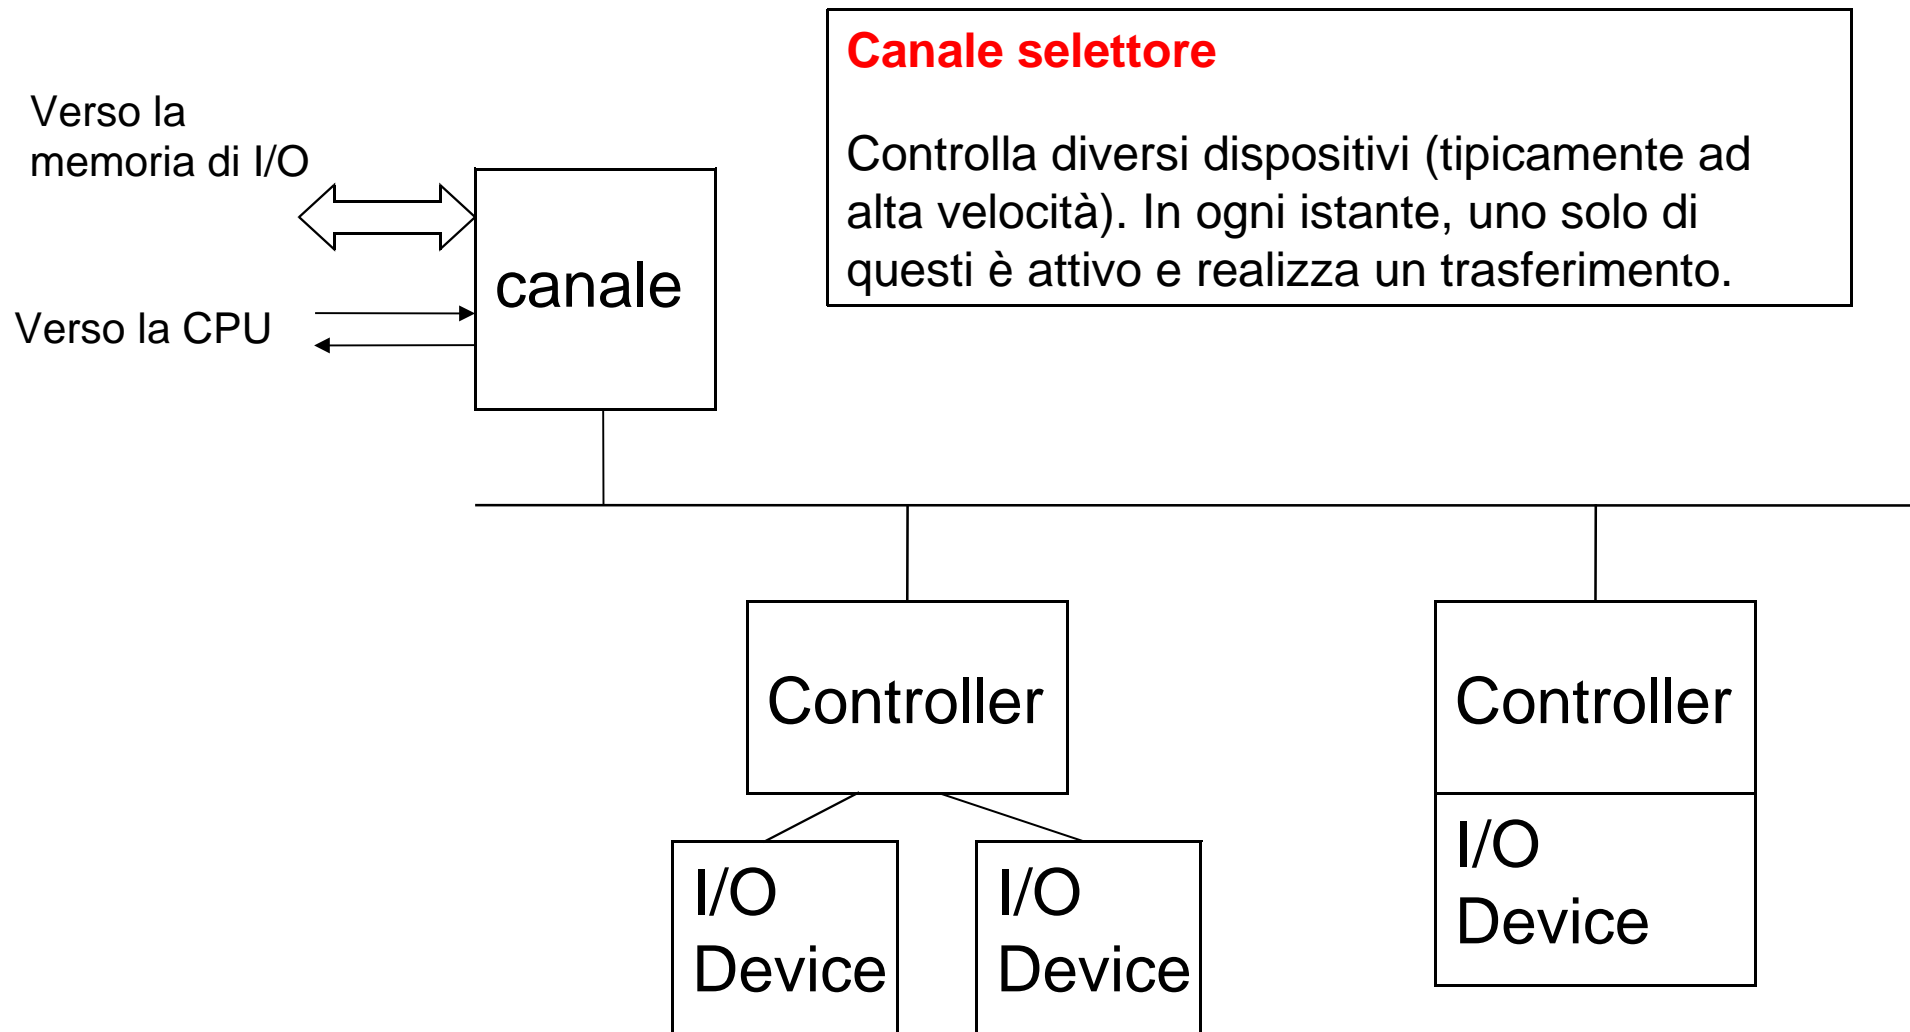 Canale selettore
Controlla diversi dispositivi (tipicamente ad
alta velocità). In ogni istante, uno solo di
questi è attivo e realizza un trasferimento.
Verso la
memoria di I/O
canale
Verso la CPU
Controller
Controller
I/O
Device
I/O
Device
I/O
Device